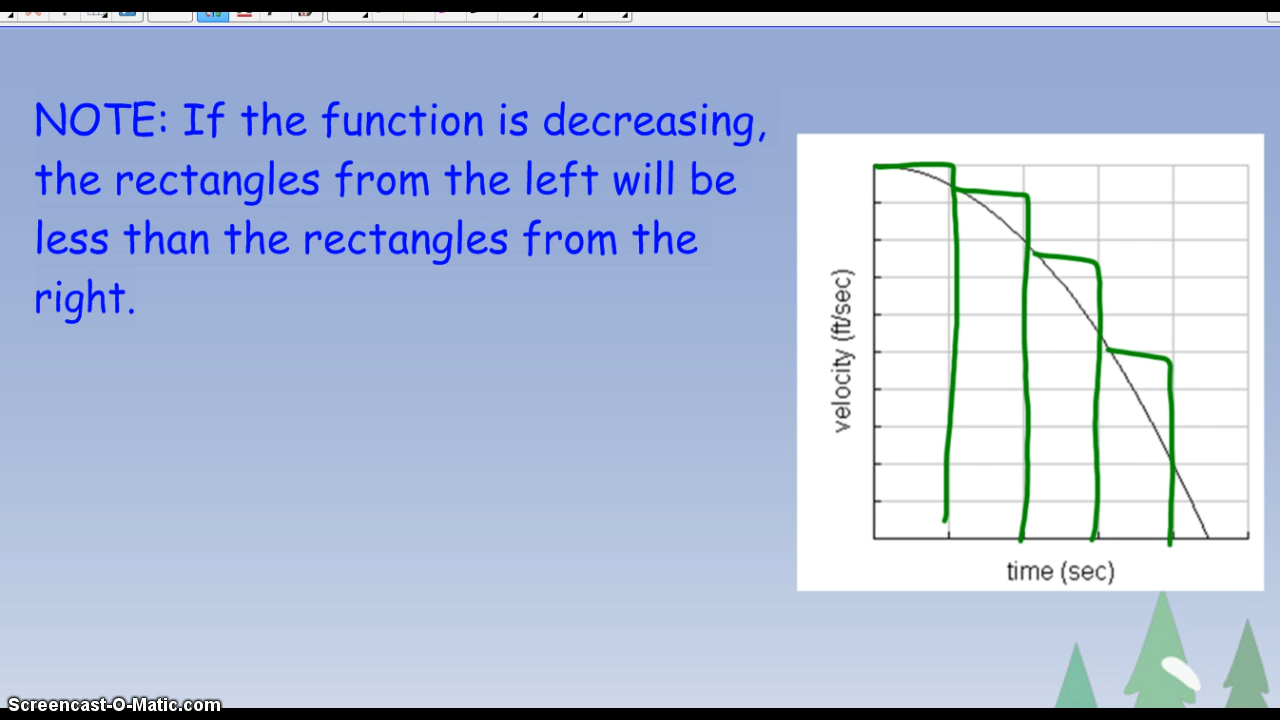 NOTE: If the function is decreasing,
the rectangles from the left will be
less than the rectangles from the
right.
velocity (ft/sec)
time (sec)
Screencast-O-Matic.com